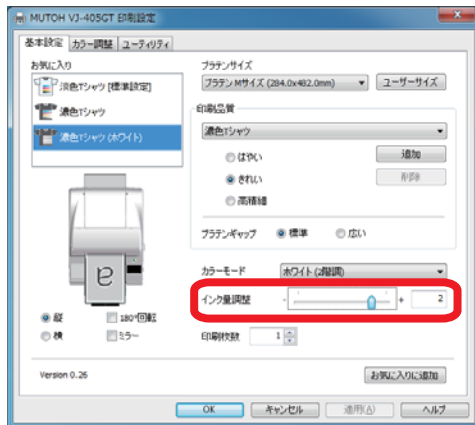 MUTOH VJ-405GT 印刷設定
基本設定 カラー調整 ユーティリティ
お気に入り
淡色Tシャツ [標準設定]
濃色Tシャツ
濃色Tシャツ (ホワイト)
a
縦 180°回転
横 ミラー
プラテンサイズ
プラテン Mサイズ (284.0x482.0mm) ユーザーサイズ
印刷品質
濃色Tシャツ
はやい 追加
きれい 削除
高精細
プラテンギャップ 標準 広い
カラーモード ホワイト (2階調)
インク量調整 - + 2
印刷枚数 1
Version 0.26 お気に入りに追加
OK キャンセル 適用(A) ヘルプ